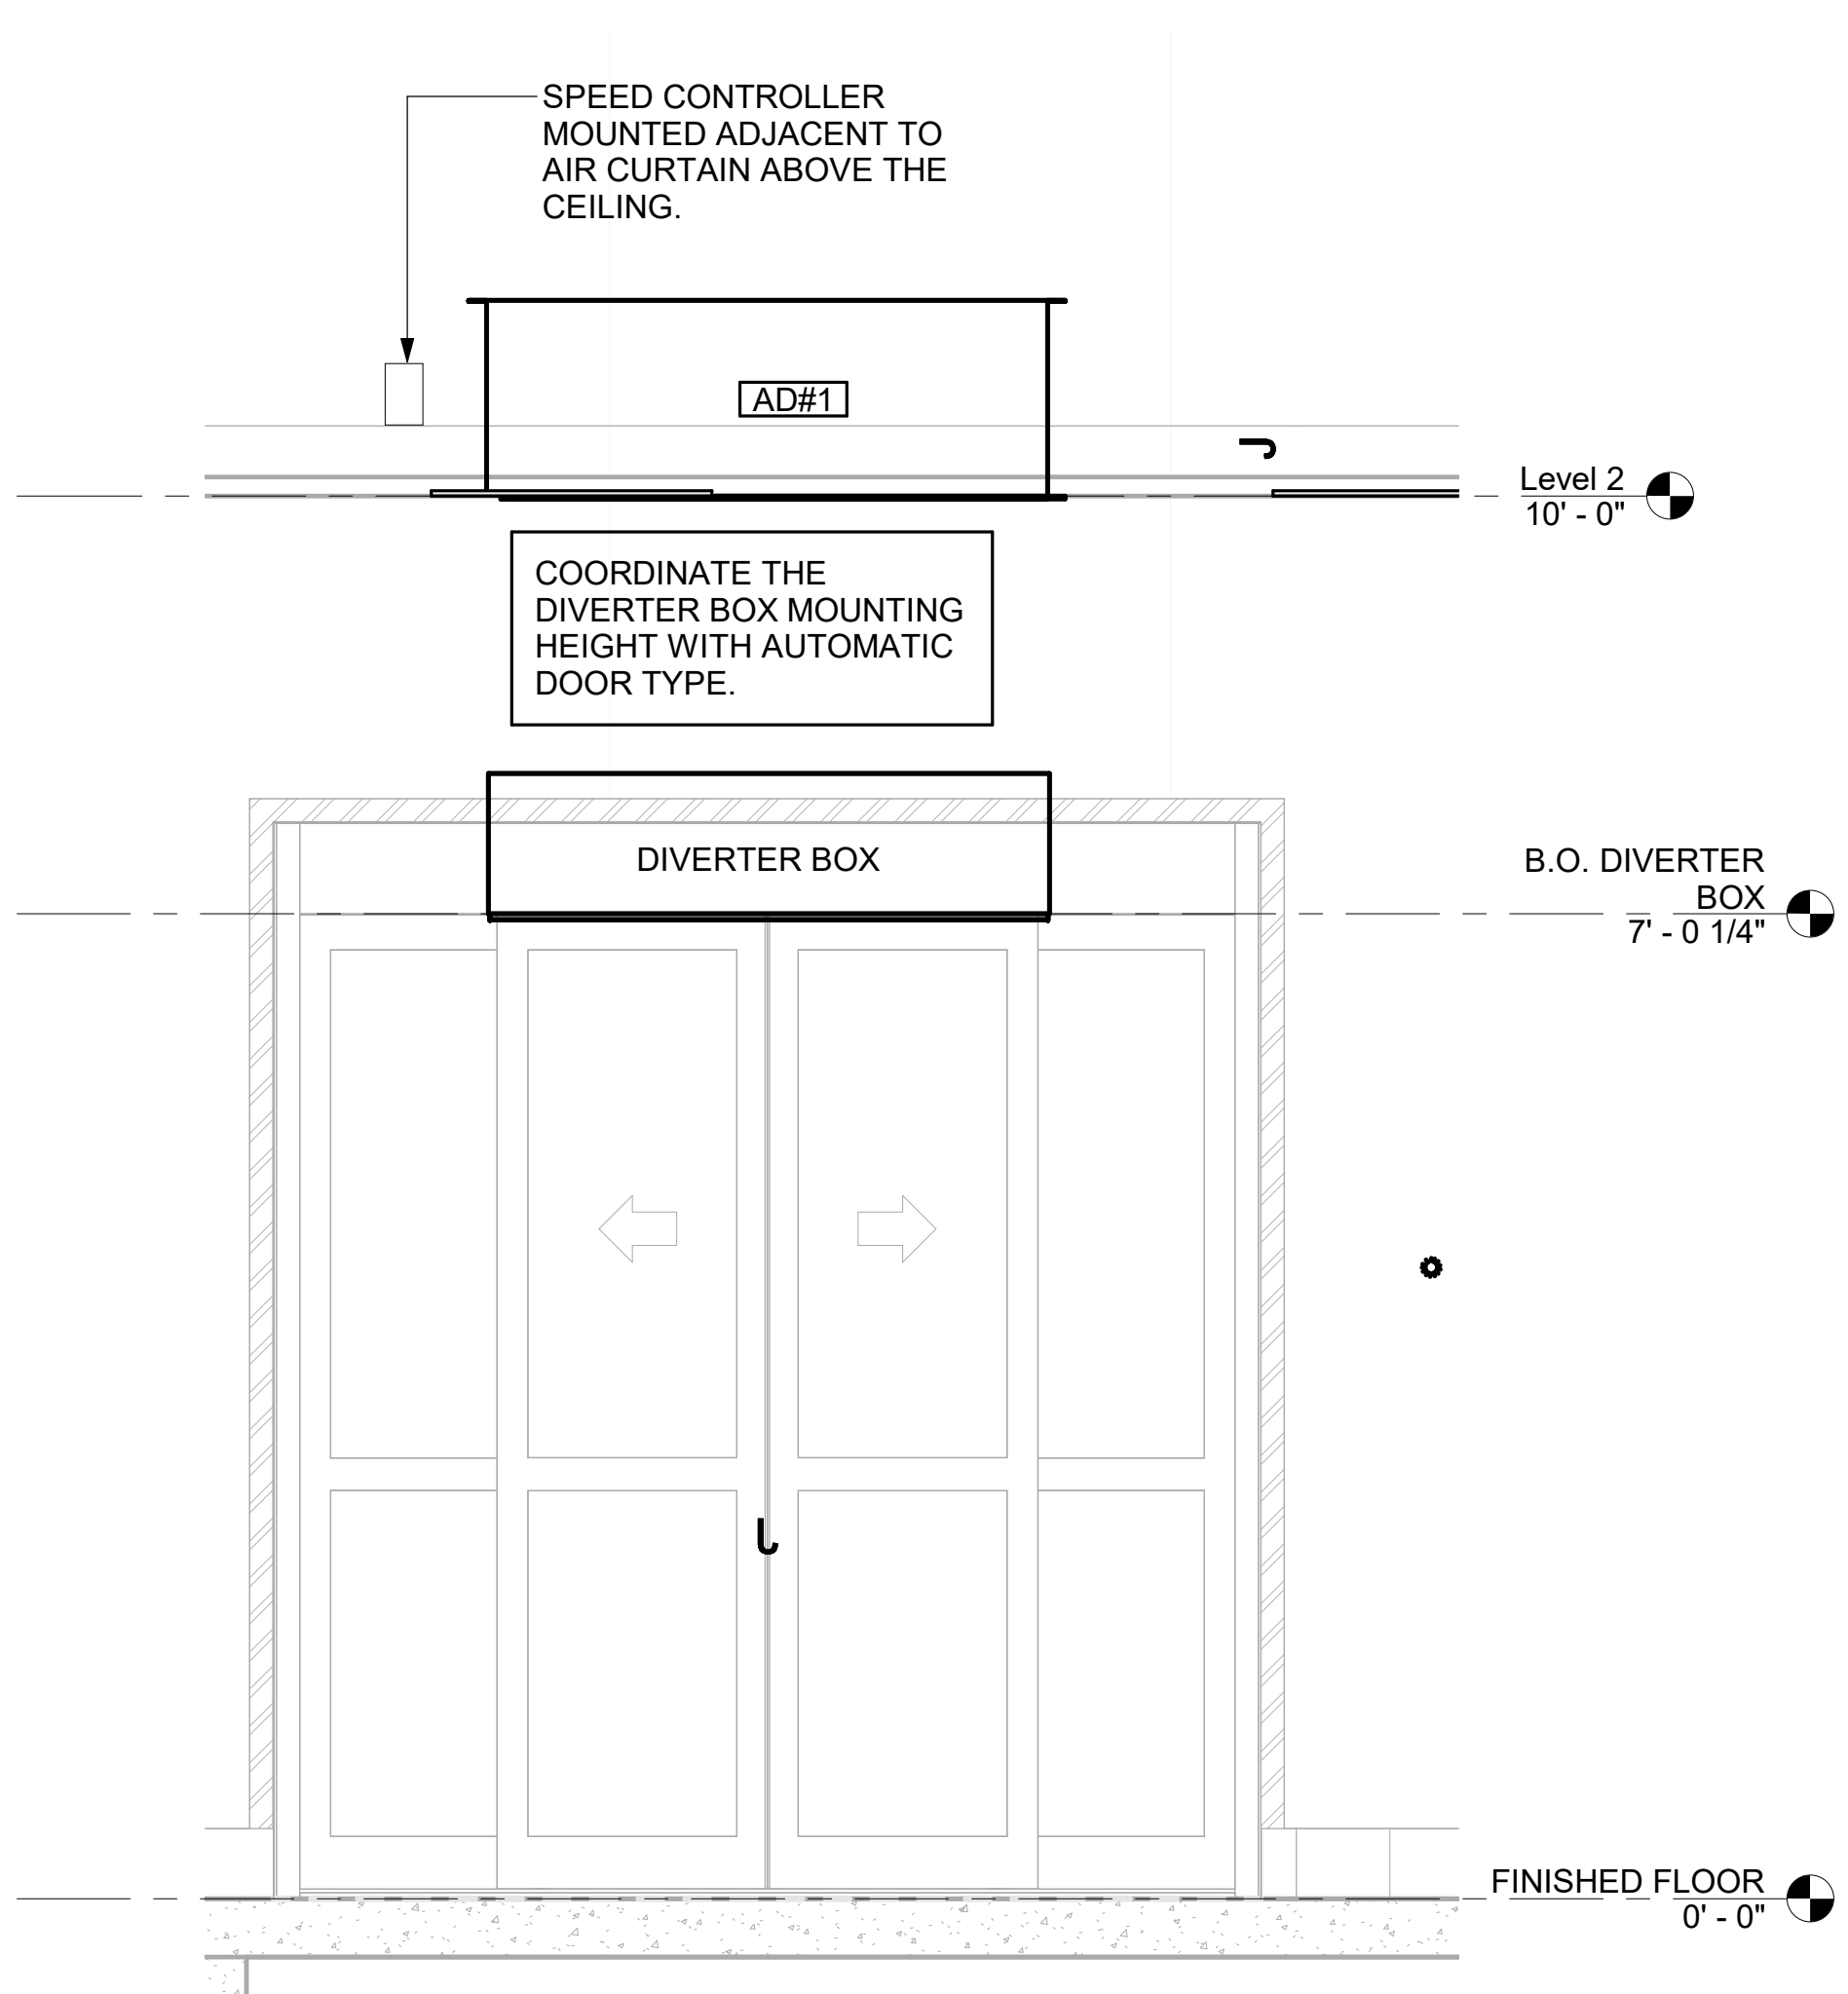 SPEED CONTROLLER
MOUNTED ADJACENT TO
AIR CURTAIN ABOVE THE
CEILING.
AD#1
Level 2
10' - 0"
COORDINATE THE
DIVERTER BOX MOUNTING
HEIGHT WITH AUTOMATIC
DOOR TYPE.
DIVERTER BOX
B.O. DIVERTER
BOX
7' - 0 1/4"
FINISHED FLOOR
0' - 0"